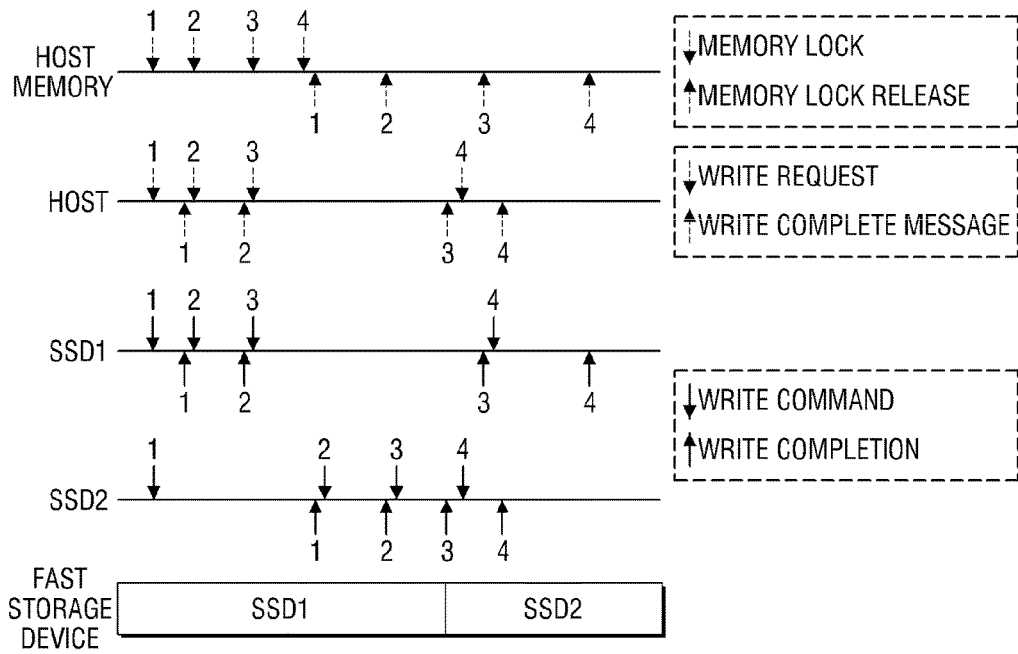 1 2 3 4
HOST
MEMORY
1 2 3 4
MEMORY LOCK
MEMORY LOCK RELEASE
1 2 3 4
HOST
1 2 3 4
WRITE REQUEST
WRITE COMPLETE MESSAGE
1 2 3 4
SSD1
1 2 3 4
WRITE COMMAND
WRITE COMPLETION
1 2 3 4
SSD2
1 2 3 4
FAST
STORAGE
DEVICE
SSD1 SSD2